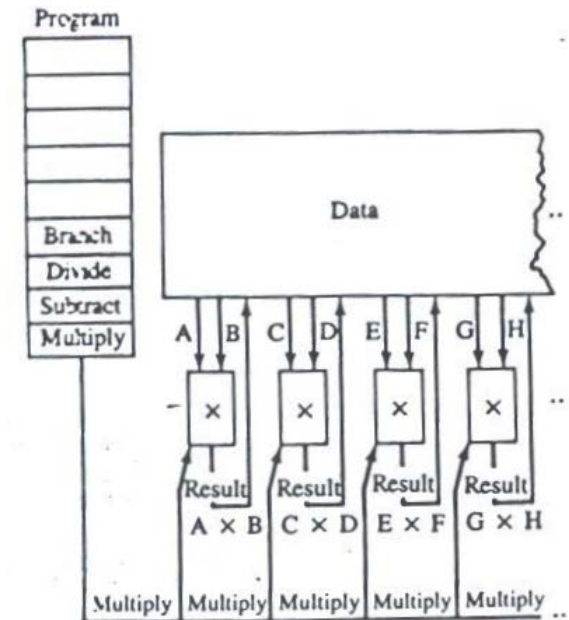 Program
Data
Branch
Divide
Subtract
Multiply
A B C D E F G H
× × × ×
Result Result Result Result
A × B C × D E × F G × H
Multiply Multiply Multiply Multiply Multiply